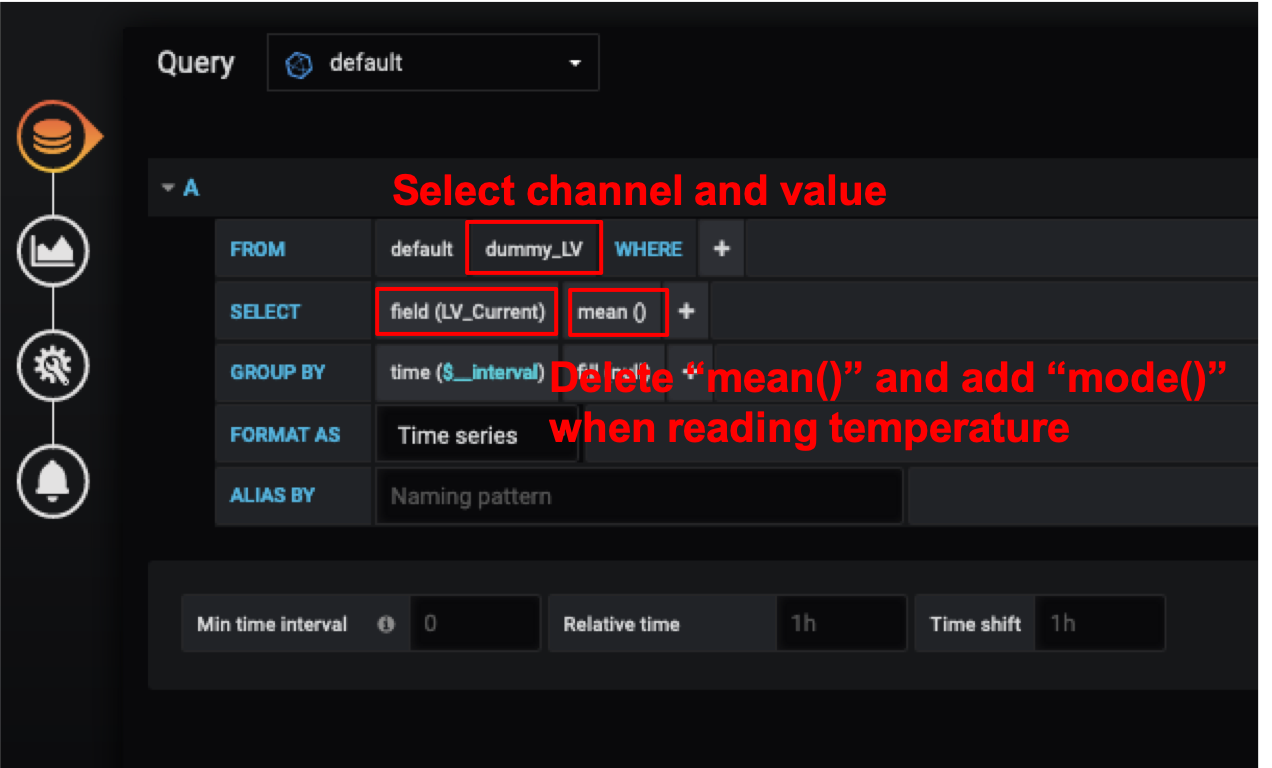 Query default
A
Select channel and value
FROM default dummy_LV WHERE +
SELECT field (LV_Current) mean () +
GROUP BY time ($__interval) fill (null) +
Delete “mean()” and add “mode()”
when reading temperature
FORMAT AS Time series
ALIAS BY Naming pattern
Min time interval 0 Relative time 1h Time shift 1h